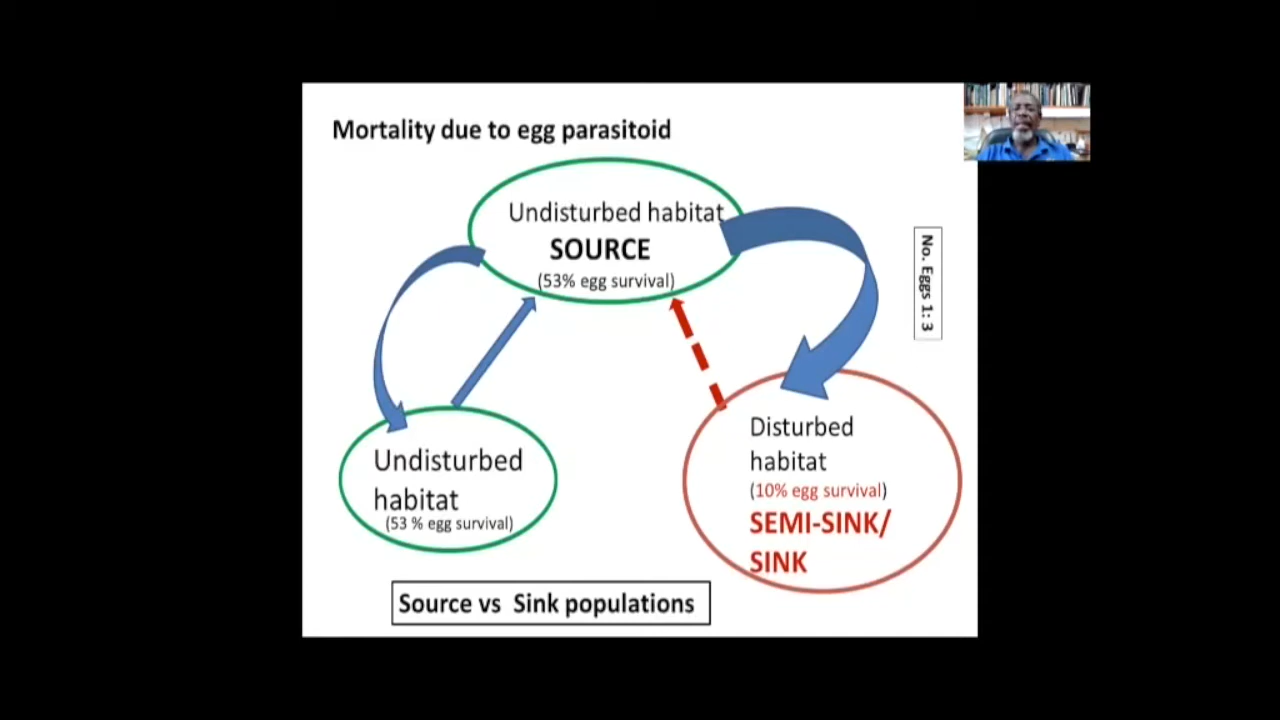 Mortality due to egg parasitoid
Undisturbed habitat
SOURCE
(53% egg survival)
No. Eggs 1: 3
Undisturbed
habitat
(53 % egg survival)
Disturbed
habitat
(10% egg survival)
SEMI-SINK/
SINK
Source vs Sink populations